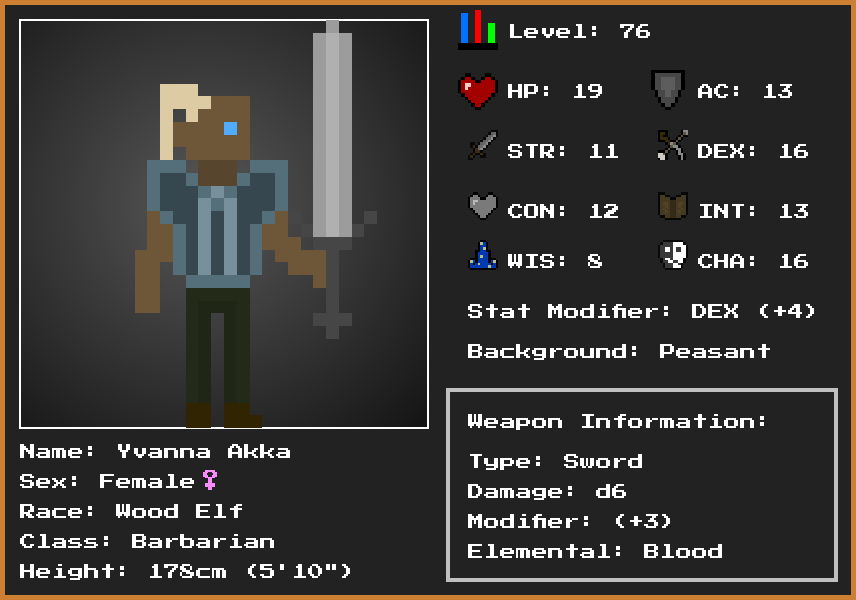 Level: 76
HP: 19 AC: 13
STR: 11 DEX: 16
CON: 12 INT: 13
WIS: 8 CHA: 16
Stat Modifier: DEX (+4)
Background: Peasant
Weapon Information:
Type: Sword
Damage: d6
Modifier: (+3)
Elemental: Blood
Name: Yvanna Akka
Sex: Female♀
Race: Wood Elf
Class: Barbarian
Height: 178cm (5'10")